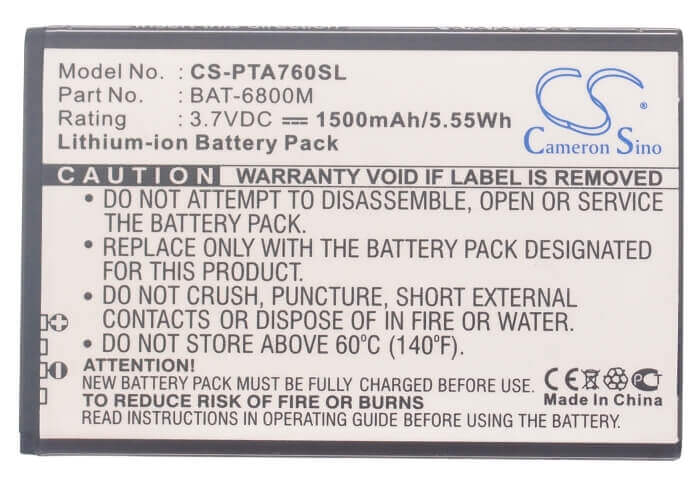 Model No. : CS-PTA760SL
Part No. : BAT-6800M
Rating : 3.7VDC 1500mAh/5.55Wh
Lithium-ion Battery Pack
CS
Cameron Sino
CAUTION WARRANTY VOID IF LABEL IS REMOVED
• DO NOT ATTEMPT TO DISASSEMBLE, OPEN OR SERVICE
THE BATTERY PACK.
• REPLACE ONLY WITH THE BATTERY PACK DESIGNATED
FOR THIS PRODUCT.
• DO NOT CRUSH, PUNCTURE, SHORT EXTERNAL
CONTACTS OR DISPOSE OF IN FIRE OR WATER.
• DO NOT STORE ABOVE 60°C (140°F).
ATTENTION!
NEW BATTERY PACK MUST BE FULLY CHARGED BEFORE USE
TO REDUCE RISK OF FIRE OR BURNS
MUST FOLLOW INSTRUCTIONS IN OPERATING GUIDE BEFORE USING THE BATTERY.
CE
Made In China